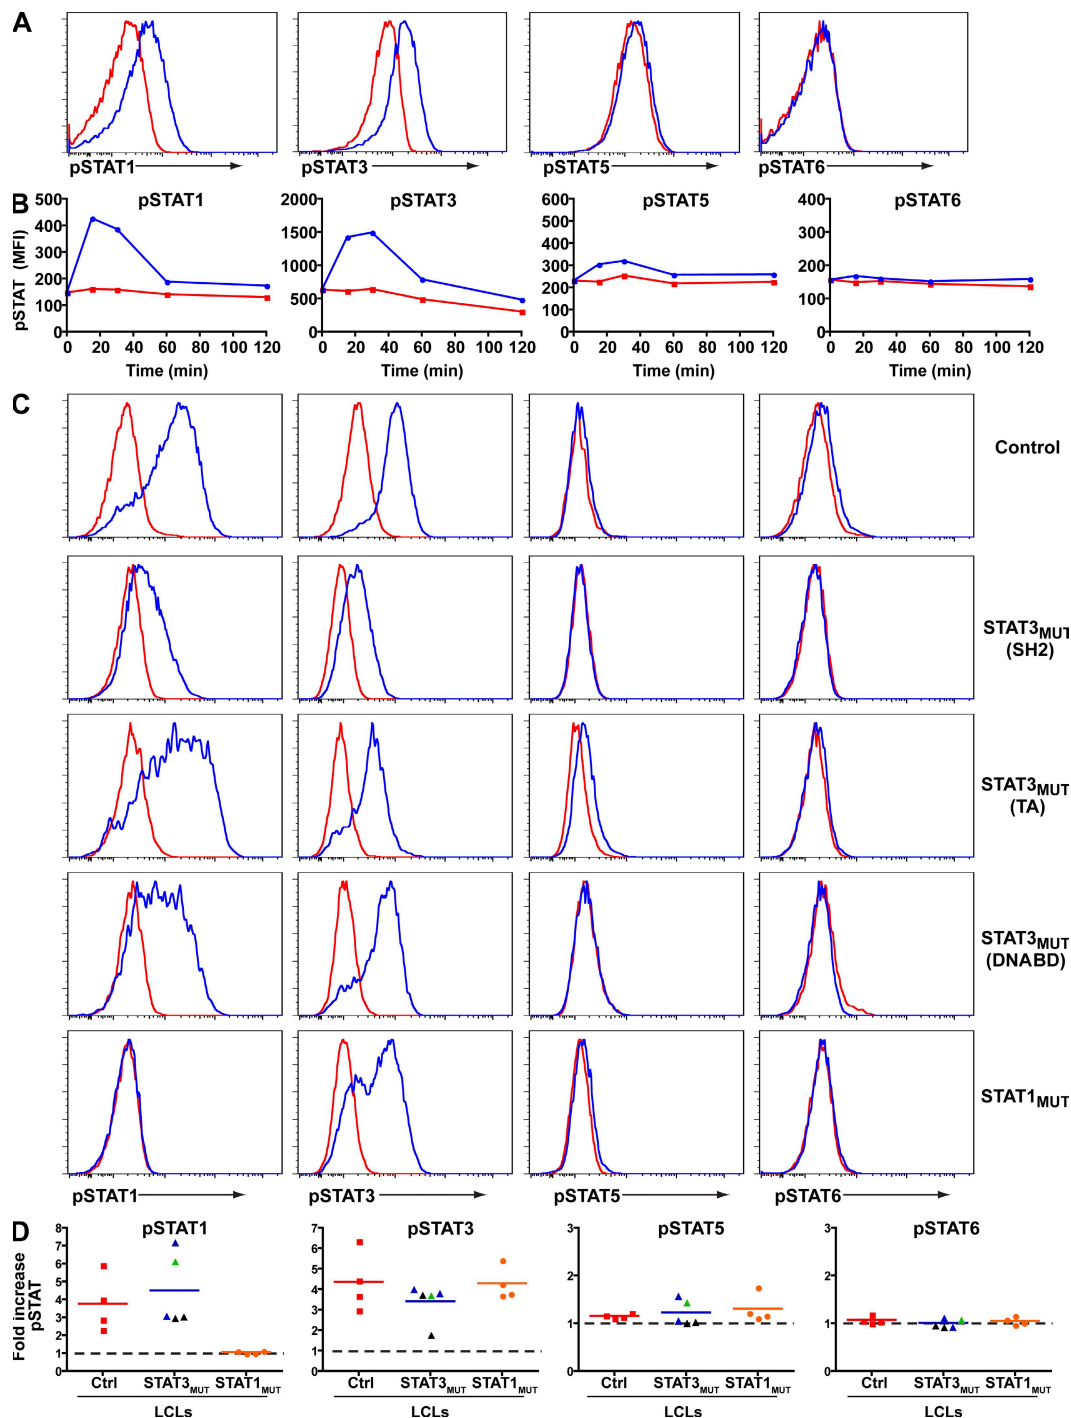 A
pSTAT1 pSTAT3 pSTAT5 pSTAT6
B
pSTAT1 pSTAT3 pSTAT5 pSTAT6
pSTAT (MFI)
500 400 300 200 100 0
2000 1500 1000 500 0
600 500 400 300 200 100 0
400 300 200 100 0
0 20 40 60 80 100 120
0 20 40 60 80 100 120
0 20 40 60 80 100 120
0 20 40 60 80 100 120
Time (min) Time (min) Time (min) Time (min)
C
Control
STAT3MUT
(SH2)
STAT3MUT
(TA)
STAT3MUT
(DNABD)
STAT1MUT
pSTAT1 pSTAT3 pSTAT5 pSTAT6
D
pSTAT1 pSTAT3 pSTAT5 pSTAT6
Fold increase
pSTAT
8 7 6 5 4 3 2 1 0
7 6 5 4 3 2 1 0
3 2 1 0
3 2 1 0
Ctrl STAT3MUT STAT1MUT
Ctrl STAT3MUT STAT1MUT
Ctrl STAT3MUT STAT1MUT
Ctrl STAT3MUT STAT1MUT
LCLs LCLs LCLs LCLs